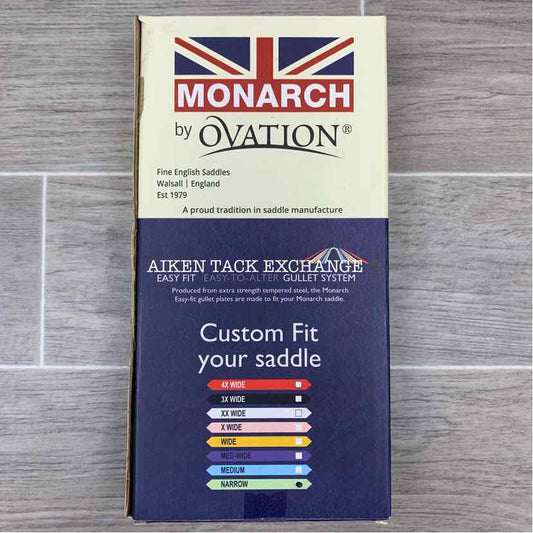 MONARCH
by OVATION®
Fine English Saddles
Walsall | England
Est 1979
A proud tradition in saddle manufacture
AIKEN TACK EXCHANGE
EASY FIT EASY-TO-ALTER GULLET SYSTEM
Produced from extra strength tempered steel, the Monarch
Easy-fit gullet plates are made to fit your Monarch saddle.
Custom Fit
your saddle
4X WIDE
3X WIDE
XX WIDE
X WIDE
WIDE
MED-WIDE
MEDIUM
NARROW